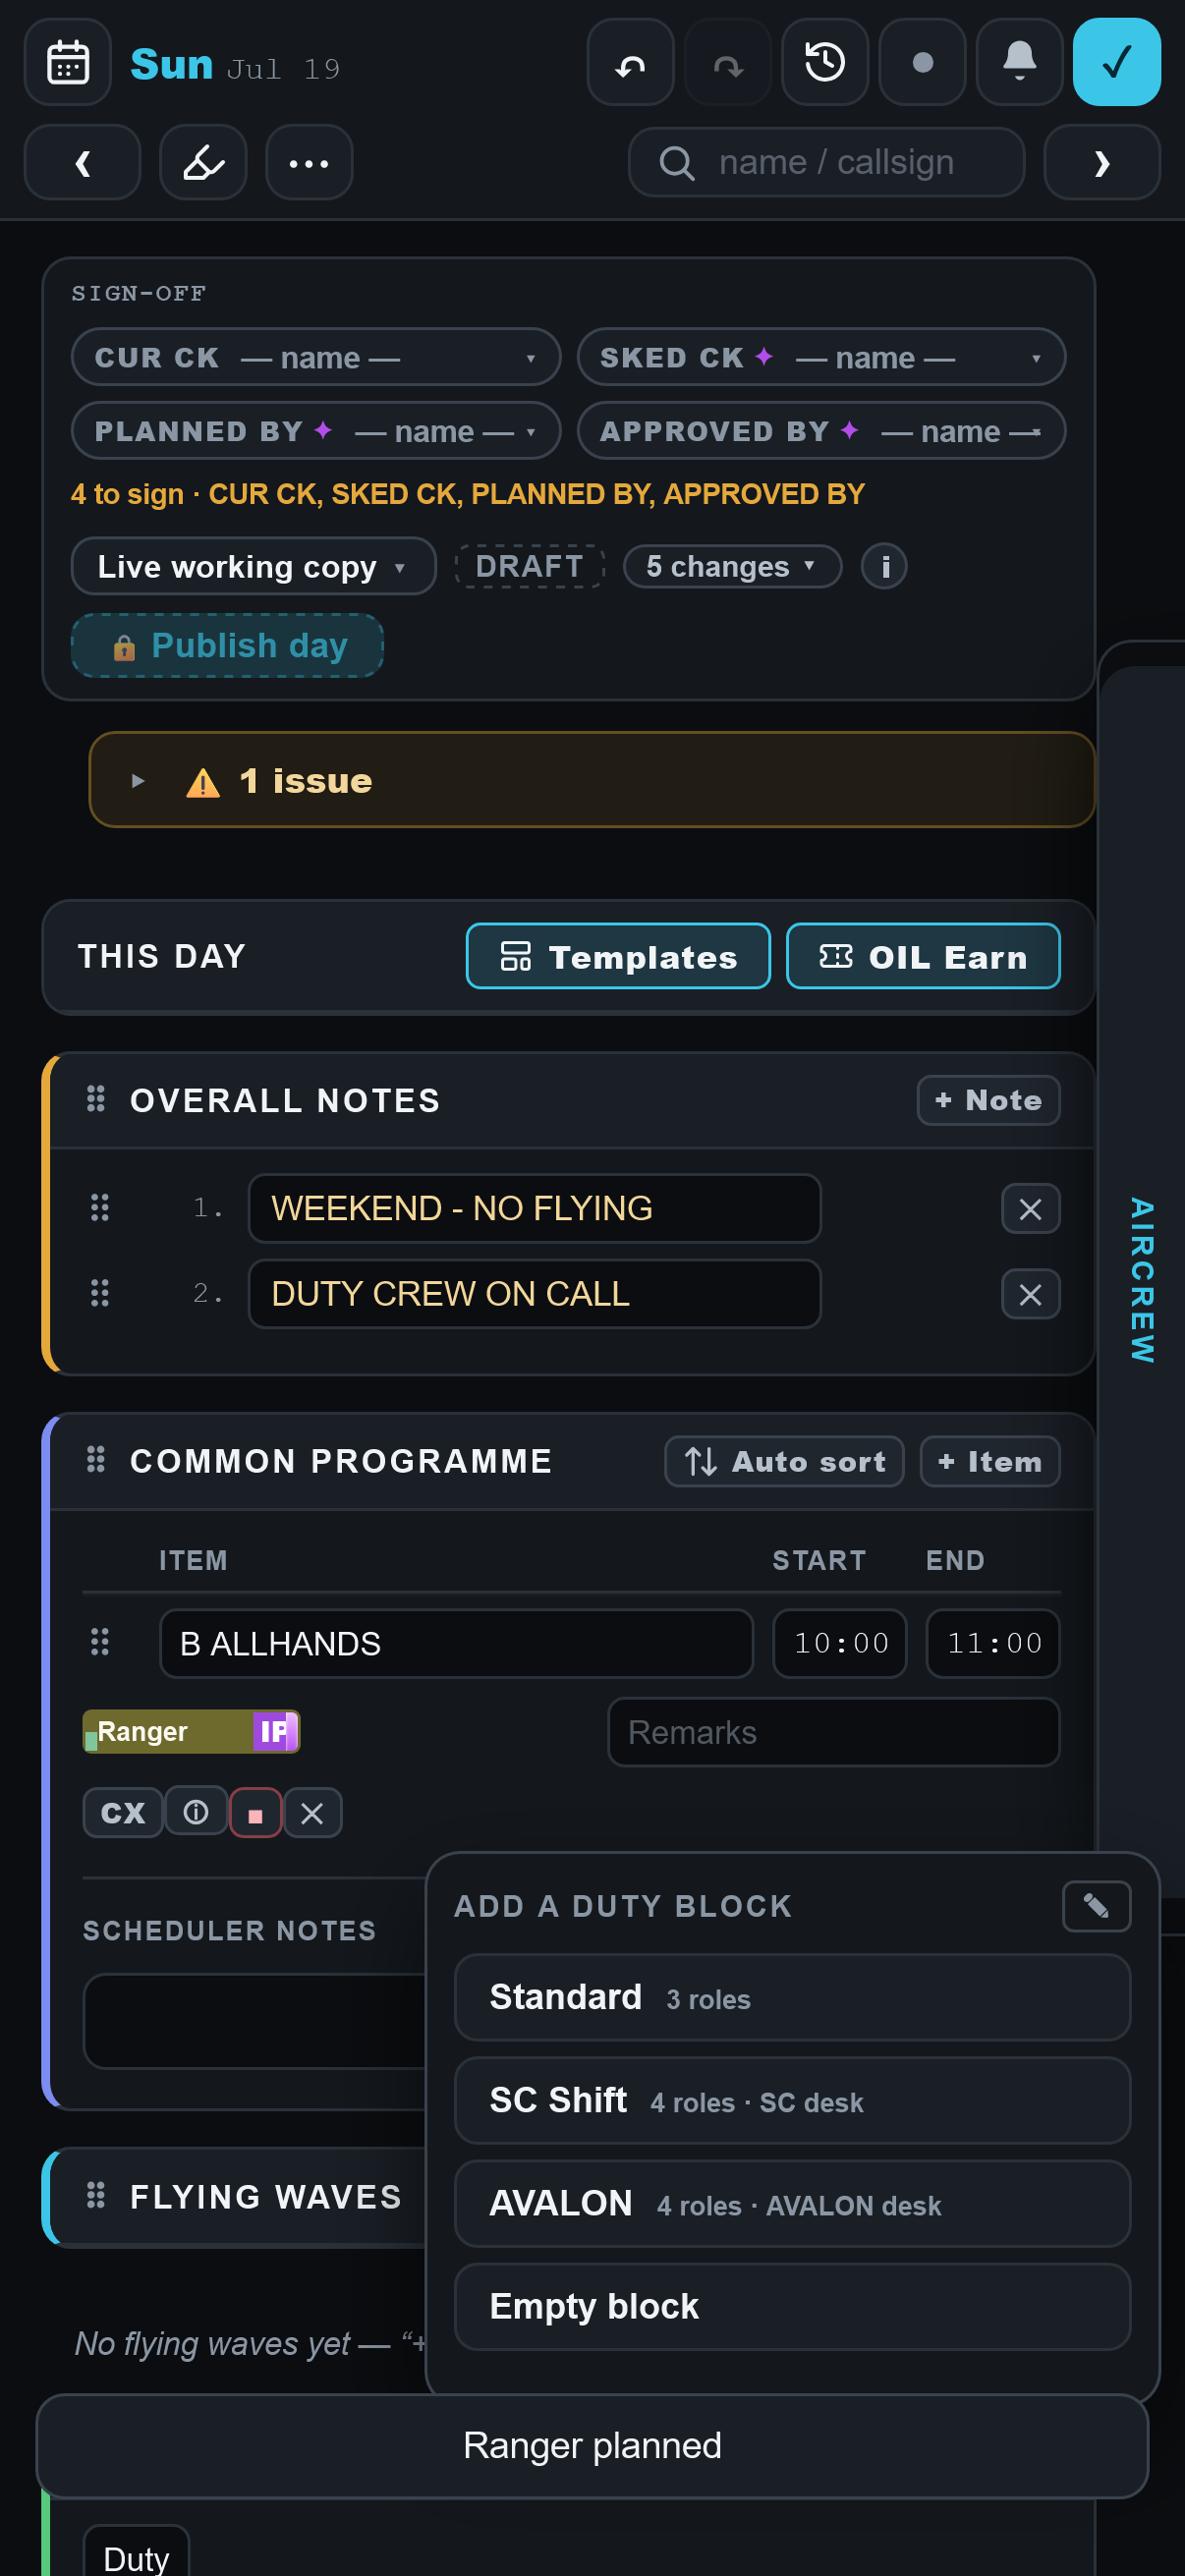 Sun Jul 19
name / callsign
SIGN-OFF
CUR CK — name —
SKED CK — name —
PLANNED BY — name —
APPROVED BY — name —
4 to sign · CUR CK, SKED CK, PLANNED BY, APPROVED BY
Live working copy
DRAFT
5 changes
i
Publish day
1 issue
THIS DAY
Templates
OIL Earn
OVERALL NOTES
+ Note
1. WEEKEND - NO FLYING
2. DUTY CREW ON CALL
AIRCREW
COMMON PROGRAMME
Auto sort
+ Item
ITEM START END
B ALLHANDS 10:00 11:00
Ranger IP
Remarks
CX
SCHEDULER NOTES
ADD A DUTY BLOCK
Standard 3 roles
SC Shift 4 roles · SC desk
AVALON 4 roles · AVALON desk
Empty block
FLYING WAVES
No flying waves yet — “+
Ranger planned
Duty